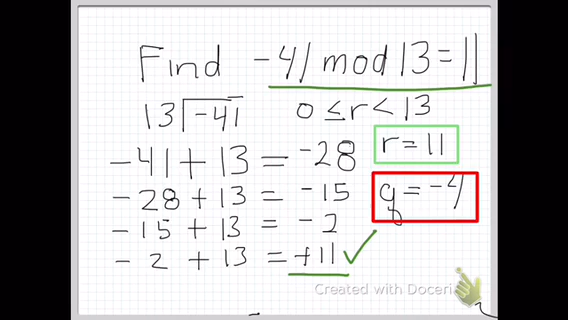 Find -41 mod 13 = 11
13 -41
0 ≤ r < 13
r = 11
-41 + 13 = -28
q = -4
-28 + 13 = -15
-15 + 13 = -2
-2 + 13 = +11 ✓
Created with Doceri